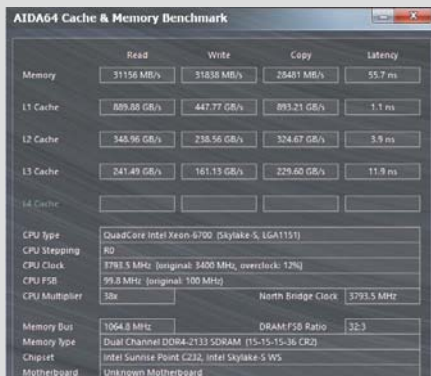 AIDA64 Cache & Memory Benchmark
Read Write Copy Latency
Memory 31156 MB/s 31838 MB/s 28481 MB/s 55.7 ns
L1 Cache 889.88 GB/s 447.77 GB/s 893.21 GB/s 1.1 ns
L2 Cache 348.96 GB/s 238.56 GB/s 324.67 GB/s 3.9 ns
L3 Cache 241.49 GB/s 161.13 GB/s 229.60 GB/s 11.9 ns
L4 Cache
CPU Type QuadCore Intel Xeon-6700 (Skylake-S, LGA1151)
CPU Stepping R0
CPU Clock 3793.5 MHz (original: 3400 MHz, overclock: 12%)
CPU FSB 99.8 MHz (original: 100 MHz)
CPU Multiplier 38x North Bridge Clock 3793.5 MHz
Memory Bus 1064.8 MHz DRAM:FSB Ratio 32:3
Memory Type Dual Channel DDR4-2133 SDRAM (15-15-15-36 CR2)
Chipset Intel Sunrise Point C232, Intel Skylake-S WS
Motherboard Unknown Motherboard